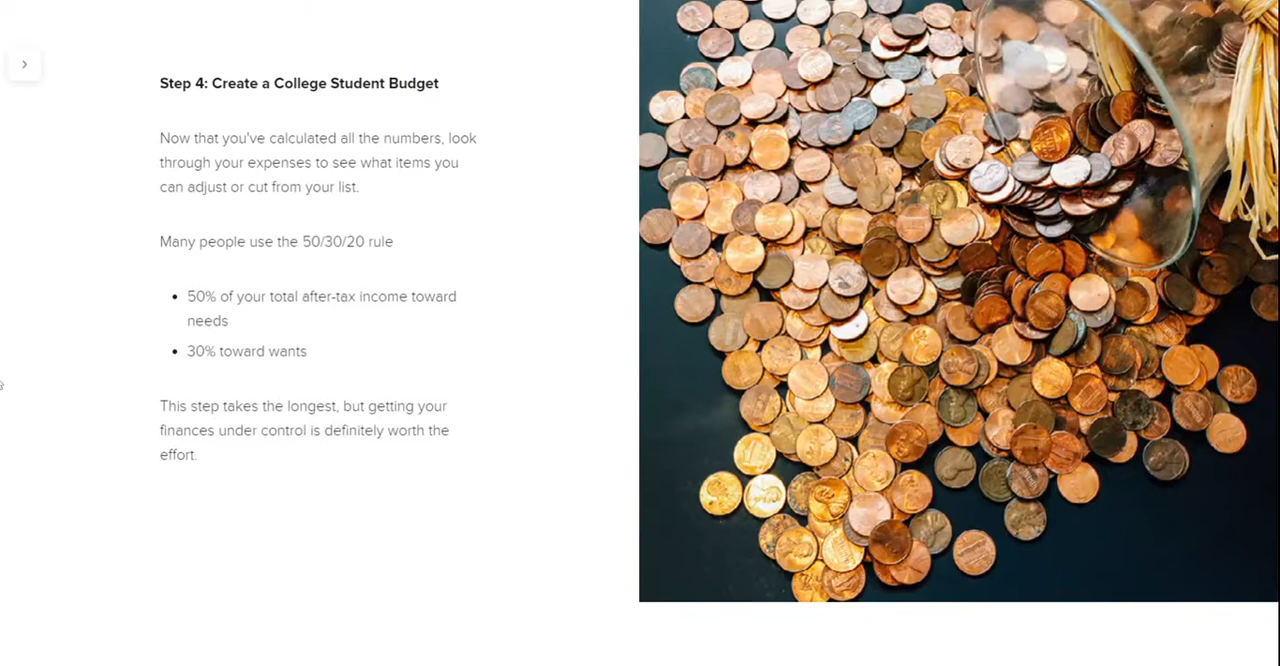 Step 4: Create a College Student Budget
Now that you've calculated all the numbers, look
through your expenses to see what items you
can adjust or cut from your list.
Many people use the 50/30/20 rule
• 50% of your total after-tax income toward
needs
• 30% toward wants
This step takes the longest, but getting your
finances under control is definitely worth the
effort.